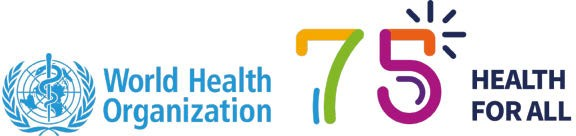 World Health
Organization
75
HEALTH
FOR ALL